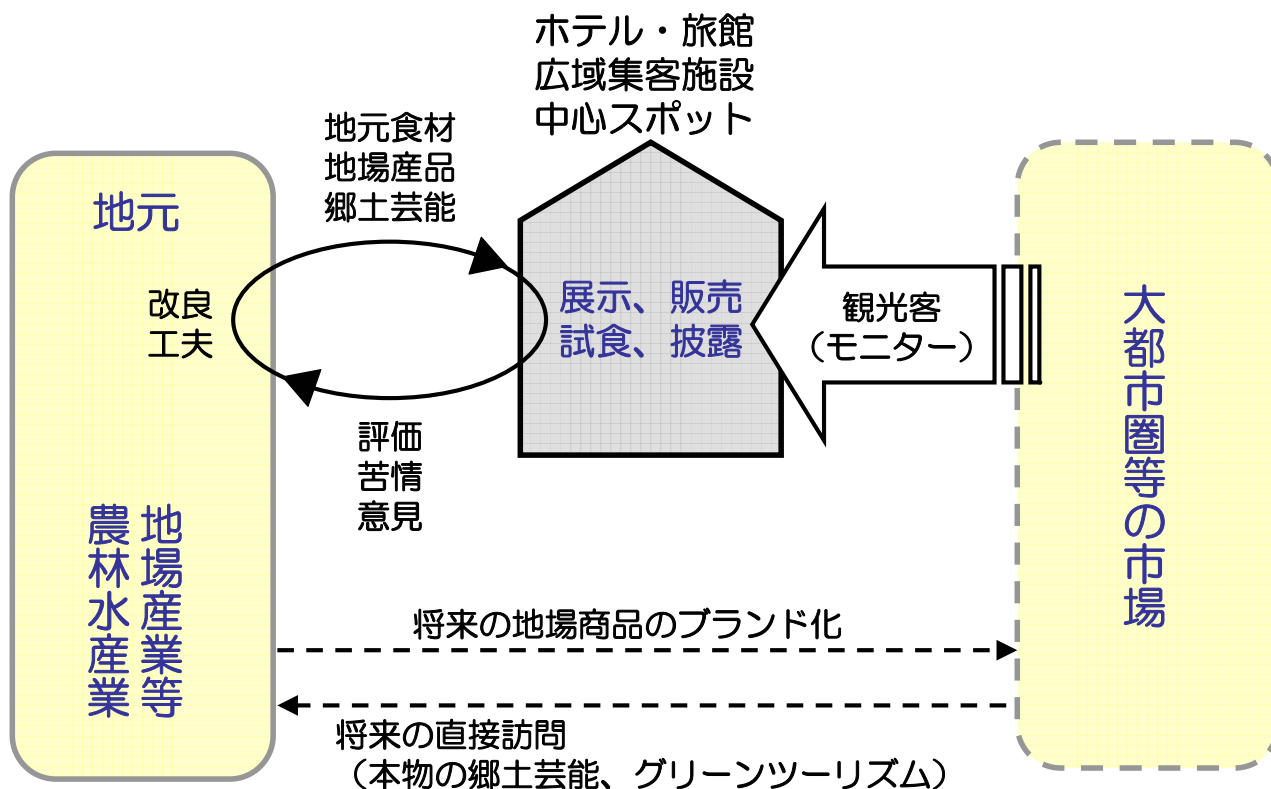 ホテル・旅館
広域集客施設
中心スポット
地元食材
地場産品
郷土芸能
地元
改良
工夫
展示、販売
試食、披露
観光客
（モニター）
大都市圏等の市場
評価
苦情
意見
地場産業等
農林水産業
将来の地場商品のブランド化
将来の直接訪問
（本物の郷土芸能、グリーンツーリズム）